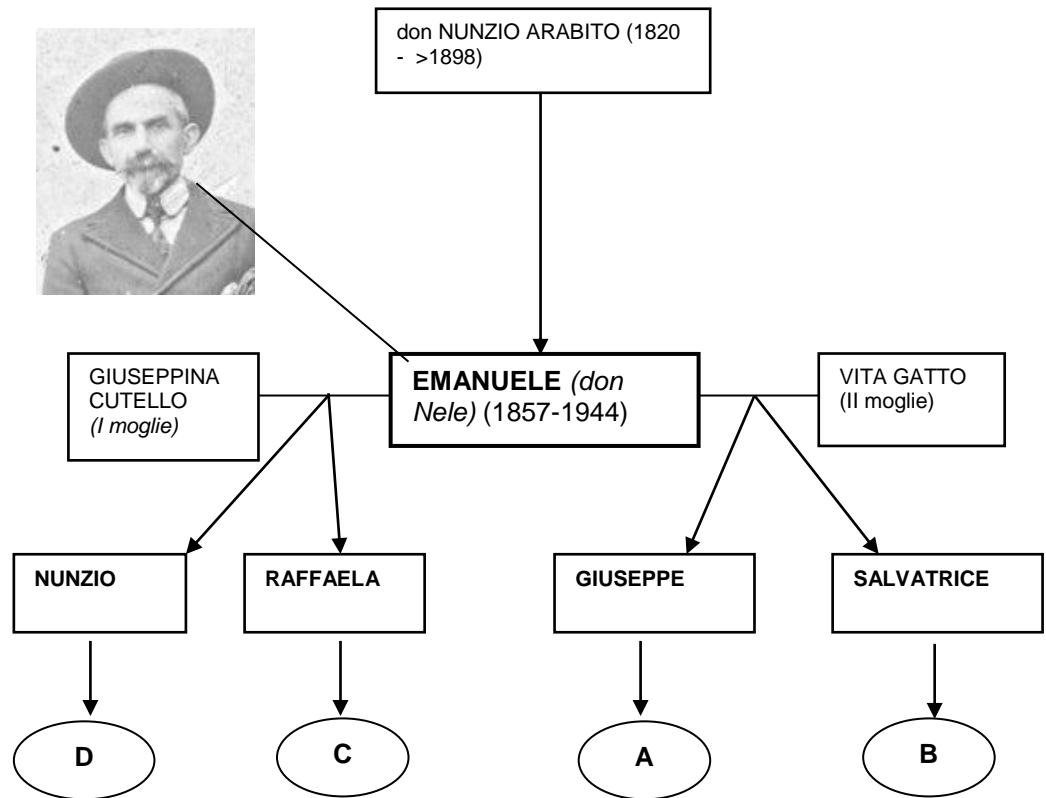 don NUNZIO ARABITO (1820
- >1898)
GIUSEPPINA
CUTELLO
(I moglie)
EMANUELE (don
Nele) (1857-1944)
VITA GATTO
(II moglie)
NUNZIO
RAFFAELA
GIUSEPPE
SALVATRICE
D
C
A
B